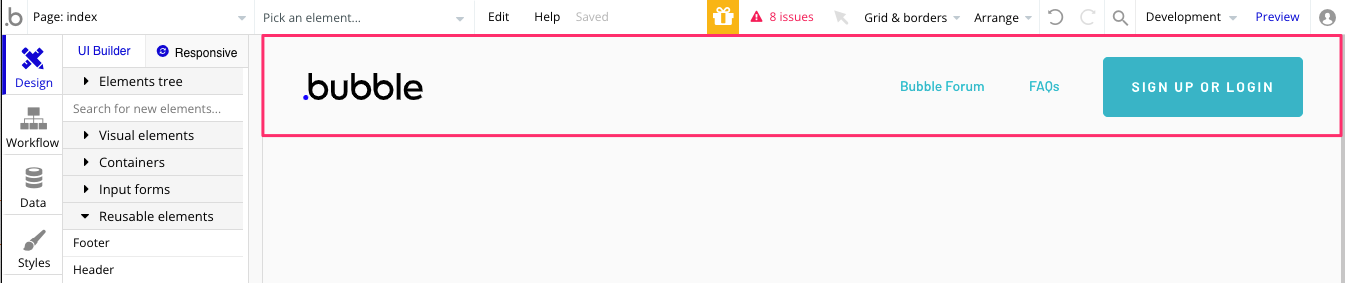 .b Page: index Pick an element... Edit Help Saved 8 issues Grid & borders Arrange Development Preview
UI Builder Responsive
Design
Elements tree
Search for new elements...
Visual elements
Workflow
Containers
Input forms
Data
Reusable elements
Footer
Styles
Header
.bubble Bubble Forum FAQs SIGN UP OR LOGIN